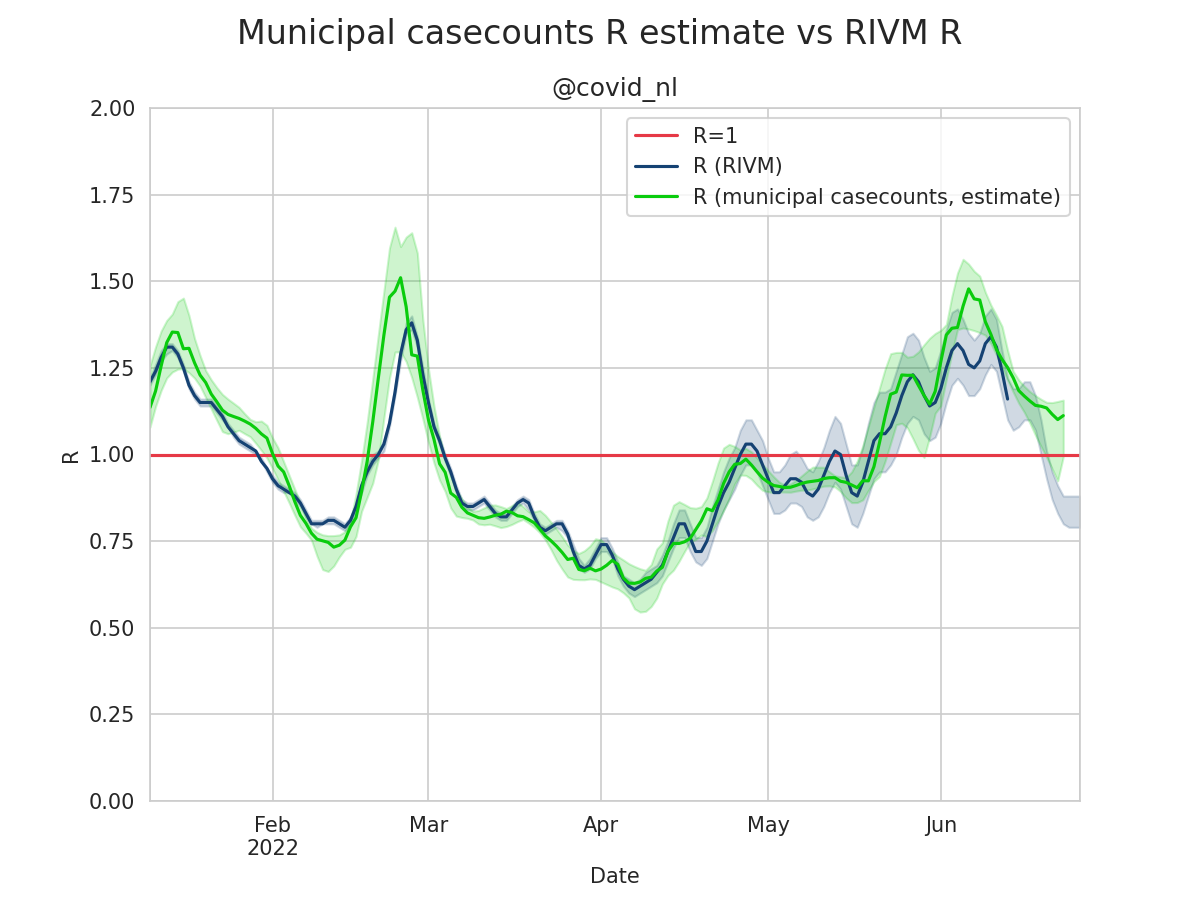 Municipal casecounts R estimate vs RIVM R
@covid_nl
2.00
1.75
1.50
1.25
1.00
0.75
0.50
0.25
0.00
R
R=1
R (RIVM)
R (municipal casecounts, estimate)
Feb Mar Apr May Jun
2022
Date